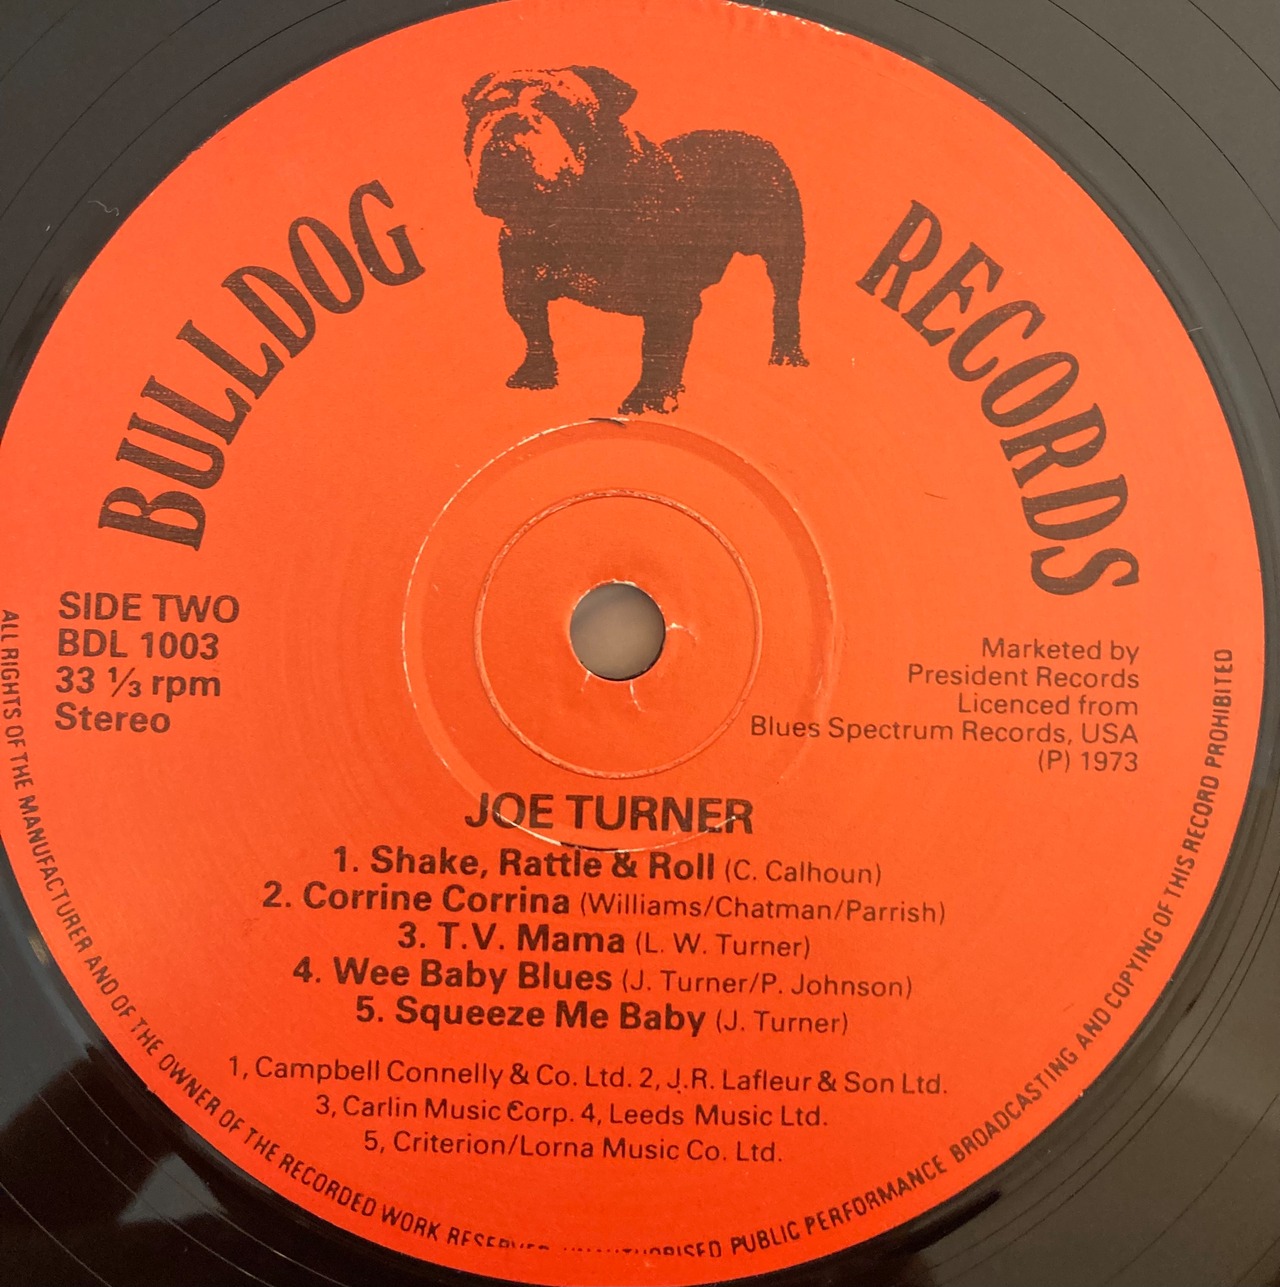 BULLDOG RECORDS
SIDE TWO
BDL 1003
33 ⅓ rpm
Stereo
Marketed by
President Records
Licenced from
Blues Spectrum Records, USA
(P) 1973
JOE TURNER
1. Shake, Rattle & Roll (C. Calhoun)
2. Corrine Corrina (Williams/Chatman/Parrish)
3. T.V. Mama (L. W. Turner)
4. Wee Baby Blues (J. Turner/P. Johnson)
5. Squeeze Me Baby (J. Turner)
1, Campbell Connelly & Co. Ltd. 2, J.R. Lafleur & Son Ltd.
3, Carlin Music Corp. 4, Leeds Music Ltd.
5, Criterion/Lorna Music Co. Ltd.
ALL RIGHTS OF THE MANUFACTURER AND OF THE OWNER OF THE RECORDED WORK RESERVED UNAUTHORISED PUBLIC PERFORMANCE BROADCASTING AND COPYING OF THIS RECORD PROHIBITED